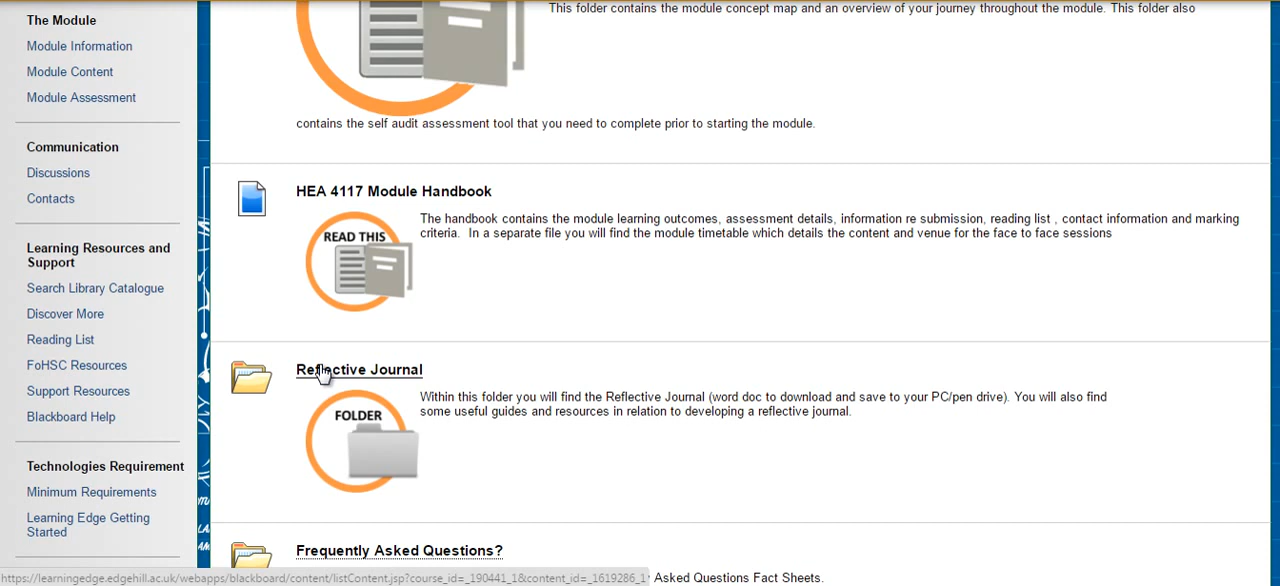 The Module
Module Information
Module Content
Module Assessment
Communication
Discussions
Contacts
Learning Resources and
Support
Search Library Catalogue
Discover More
Reading List
FoHSC Resources
Support Resources
Blackboard Help
Technologies Requirement
Minimum Requirements
Learning Edge Getting
Started
This folder contains the module concept map and an overview of your journey throughout the module. This folder also
contains the self audit assessment tool that you need to complete prior to starting the module.
HEA 4117 Module Handbook
READ THIS
The handbook contains the module learning outcomes, assessment details, information re submission, reading list , contact information and marking
criteria.  In a separate file you will find the module timetable which details the content and venue for the face to face sessions
Reflective Journal
FOLDER
Within this folder you will find the Reflective Journal (word doc to download and save to your PC/pen drive). You will also find
some useful guides and resources in relation to developing a reflective journal.
Frequently Asked Questions?
https://learningedge.edgehill.ac.uk/webapps/blackboard/content/listContent.jsp?course_id=_190441_1&content_id=_1619286_1
Asked Questions Fact Sheets.